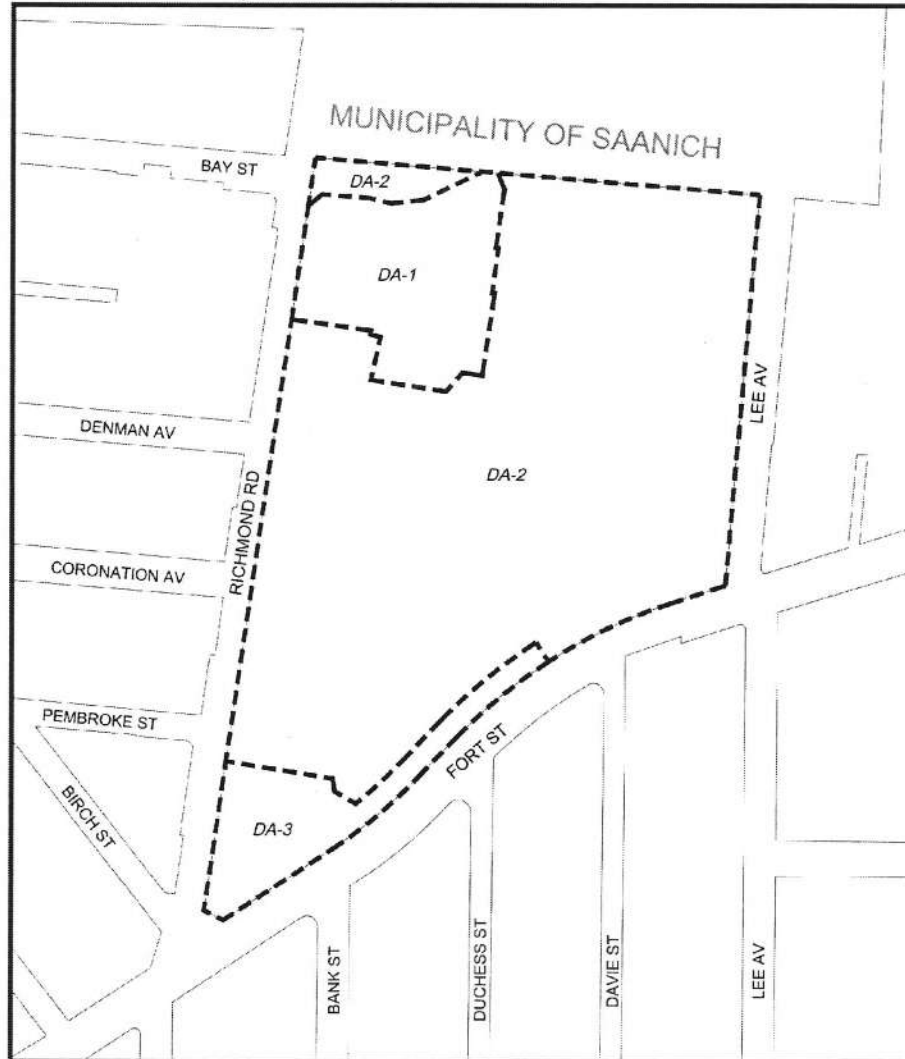 MUNICIPALITY OF SAANICH
BAY ST
DA-2
DA-1
LEE AV
DENMAN AV
DA-2
RICHMOND RD
CORONATION AV
PEMBROKE ST
FORT ST
BIRCH ST
DA-3
BANK ST
DUCHESS ST
DAVIE ST
LEE AV